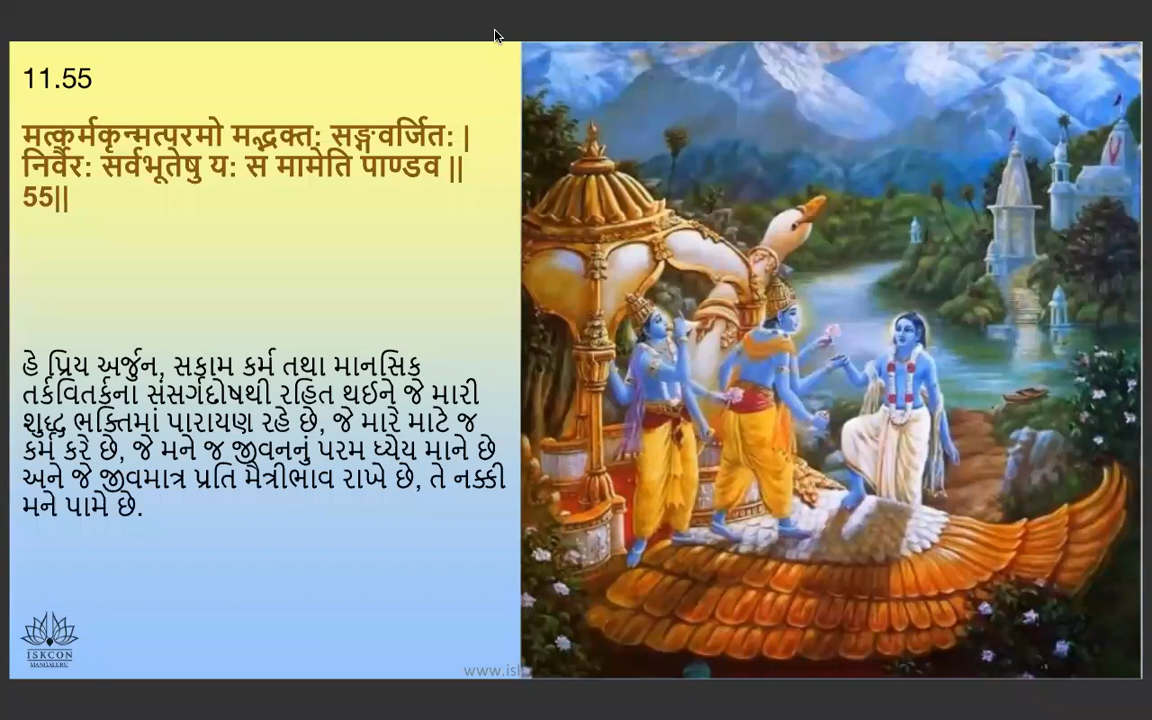 11.55
मत्कर्मकृन्मत्परमो मद्भक्त: सङ्गवर्जित: |
निर्वैर: सर्वभूतेषु य: स मामेति पाण्डव ||
55||
હે પ્રિય અર્જુન, સકામ કર્મ તથા માનસિક
તર્કવિતર્કના સંસર્ગદોષથી રહિત થઈને જે મારી
શુદ્ધ ભક્તિમાં પારાયણ રહે છે, જે મારે માટે જ
કર્મ કરે છે, જે મને જ જીવનનું પરમ ધ્યેય માને છે
અને જે જીવમાત્ર પ્રતિ મૈત્રીભાવ રાખે છે, તે નક્કી
મને પામે છે.
ISKCON
MANGALURU